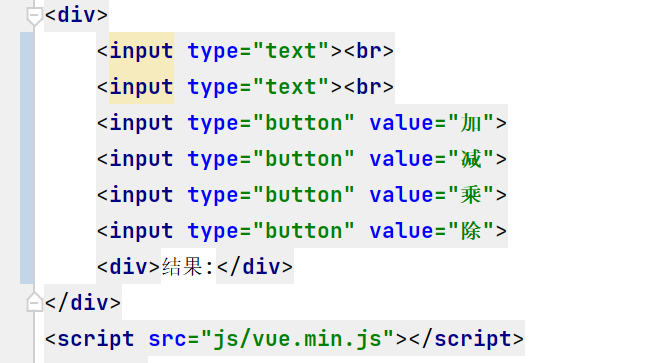 <div>
<input type="text"><br>
<input type="text"><br>
<input type="button" value="加">
<input type="button" value="减">
<input type="button" value="乘">
<input type="button" value="除">
<div>结果:</div>
</div>
<script src="js/vue.min.js"></script>